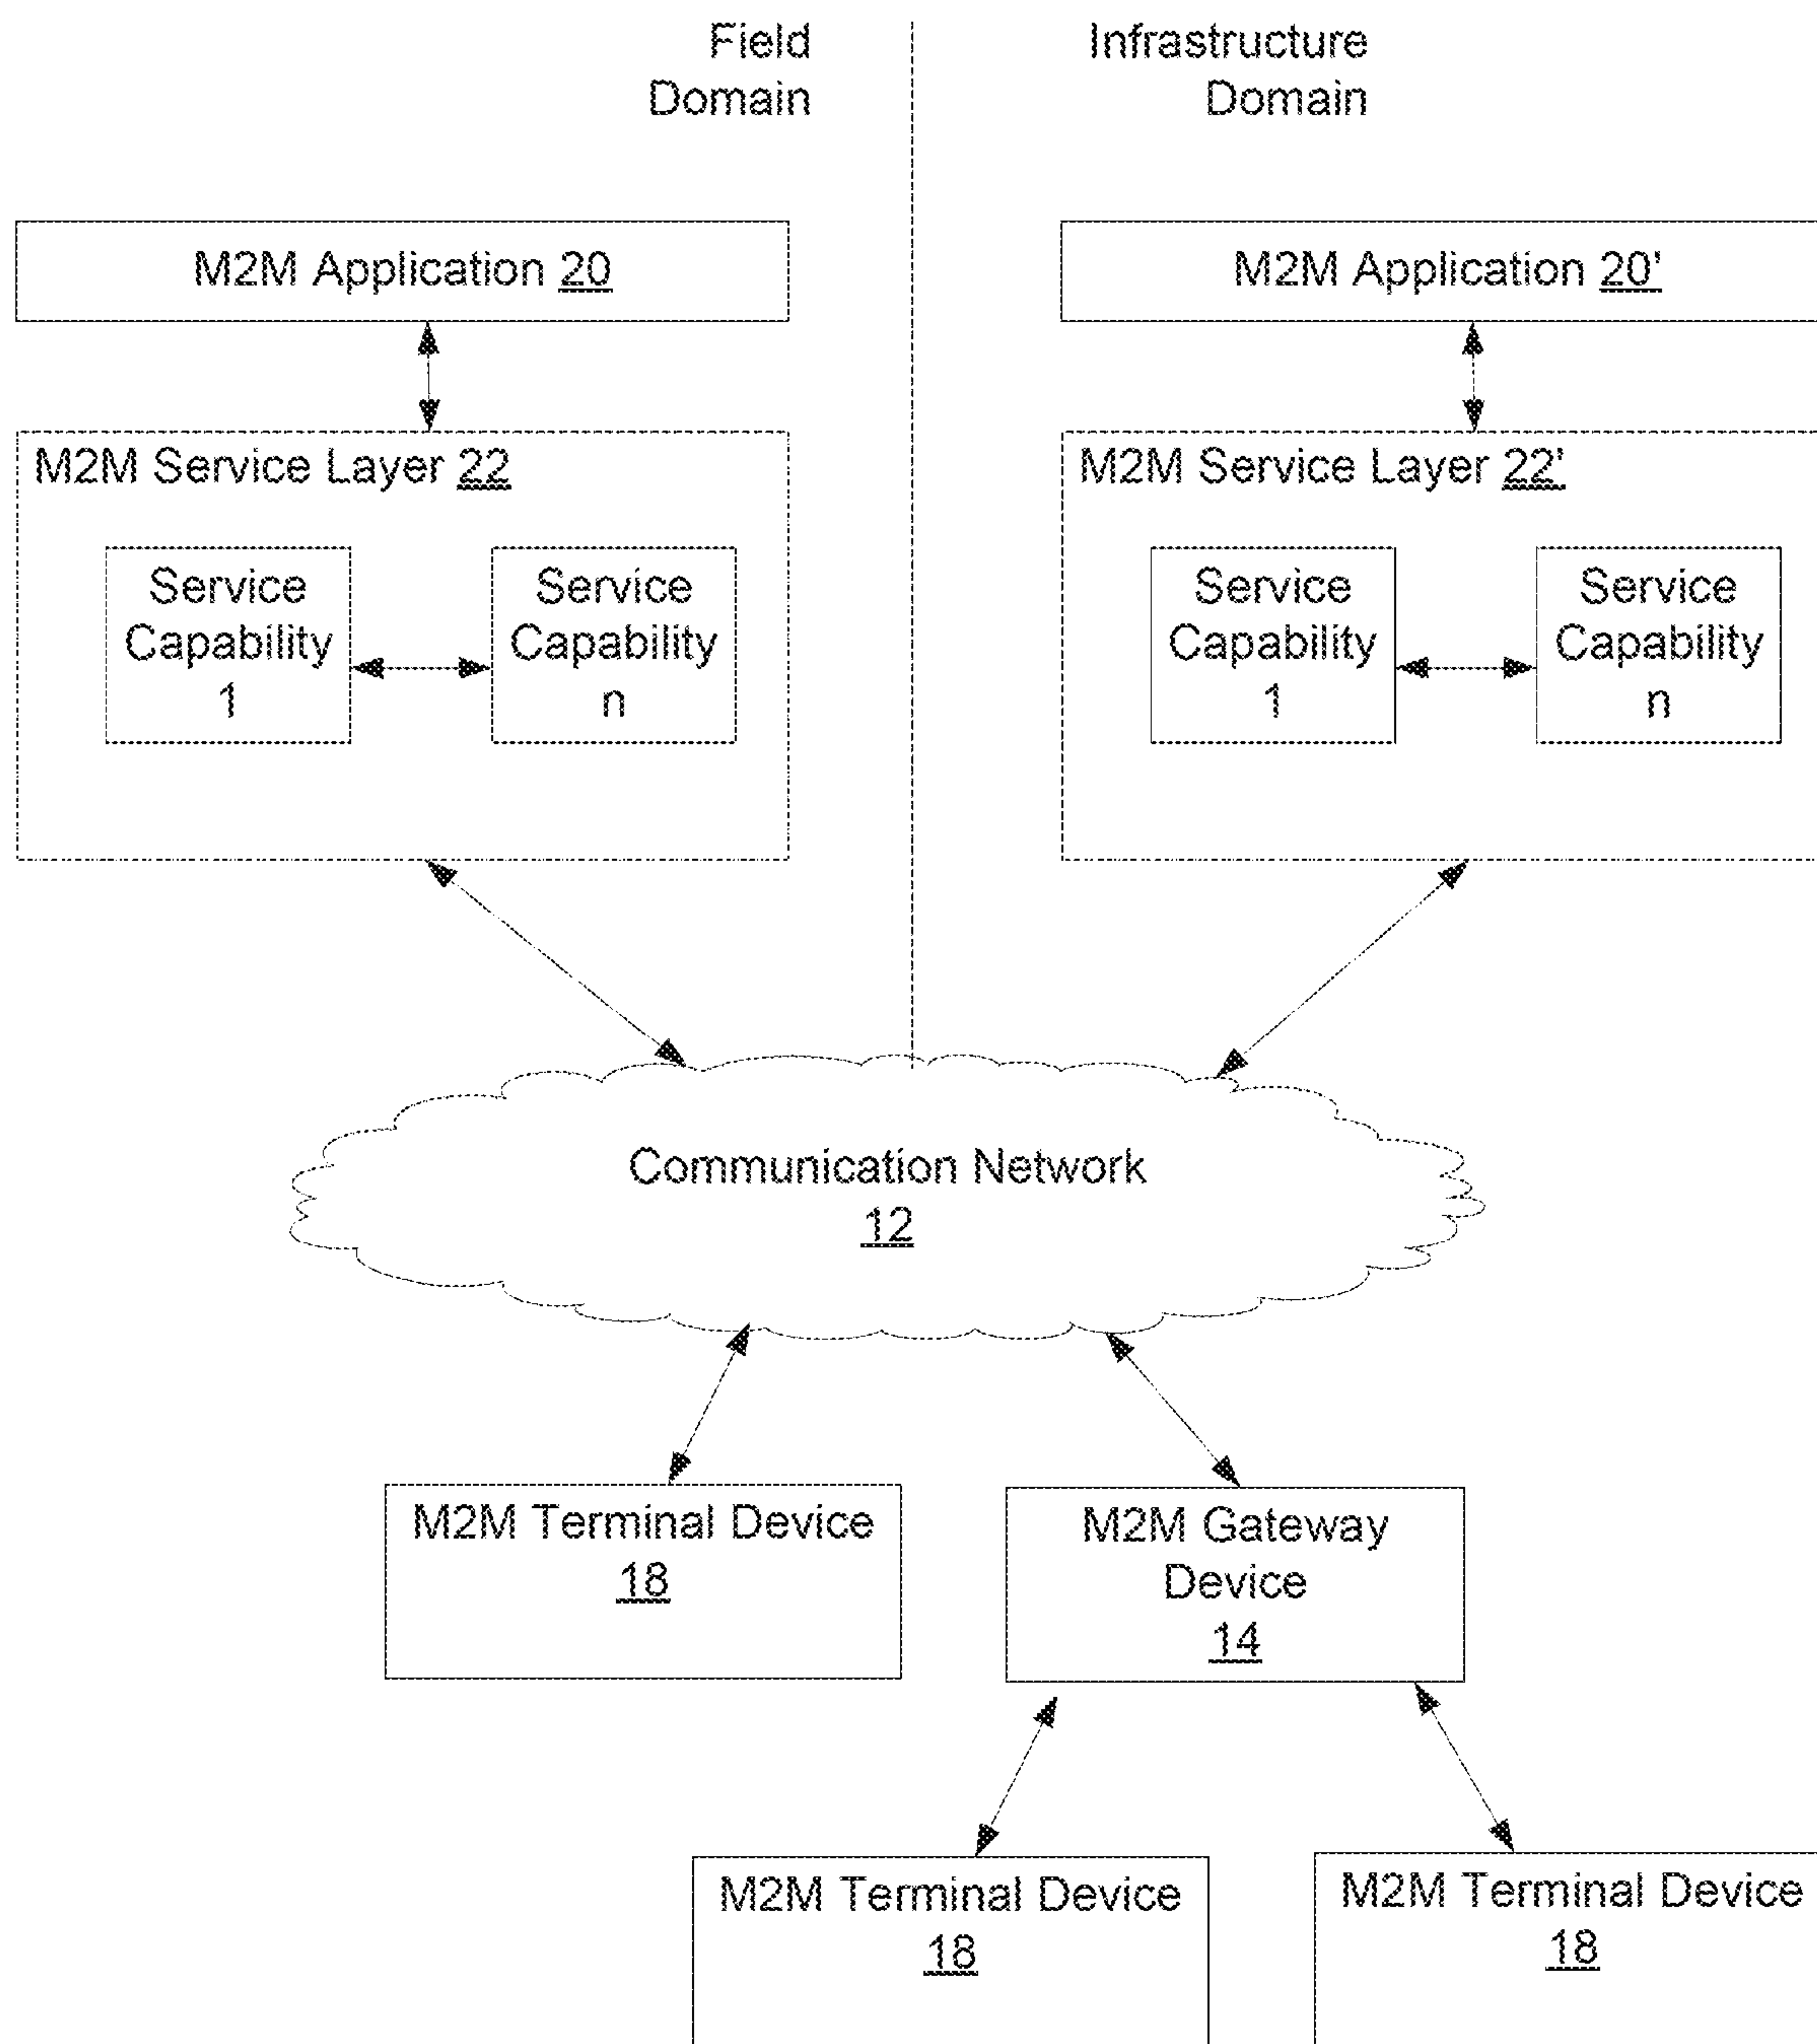 Field
Domain
Infrastructure
Domain
M2M Application 20
M2M Application 20'
M2M Service Layer 22
Service
Capability
1
Service
Capability
n
M2M Service Layer 22'
Service
Capability
1
Service
Capability
n
Communication Network
12
M2M Terminal Device
18
M2M Gateway
Device
14
M2M Terminal Device
18
M2M Terminal Device
18